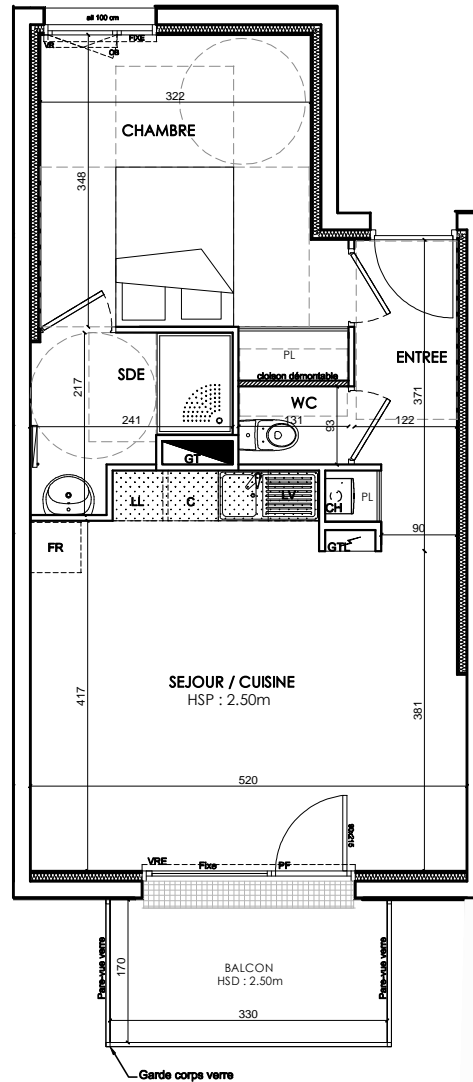 all 100 cm
VR
OB
FIXE
322
CHAMBRE
348
PL
cloison démontable
ENTREE
371
SDE
217
241
WC
131
93
122
GT
LL
C
LV
CH
PL
90
FR
GTL
SEJOUR / CUISINE
HSP : 2.50m
417
381
520
80x215
VRE
Fixe
PF
Pare-vue verre
170
BALCON
HSD : 2.50m
Pare-vue verre
330
Garde corps verre